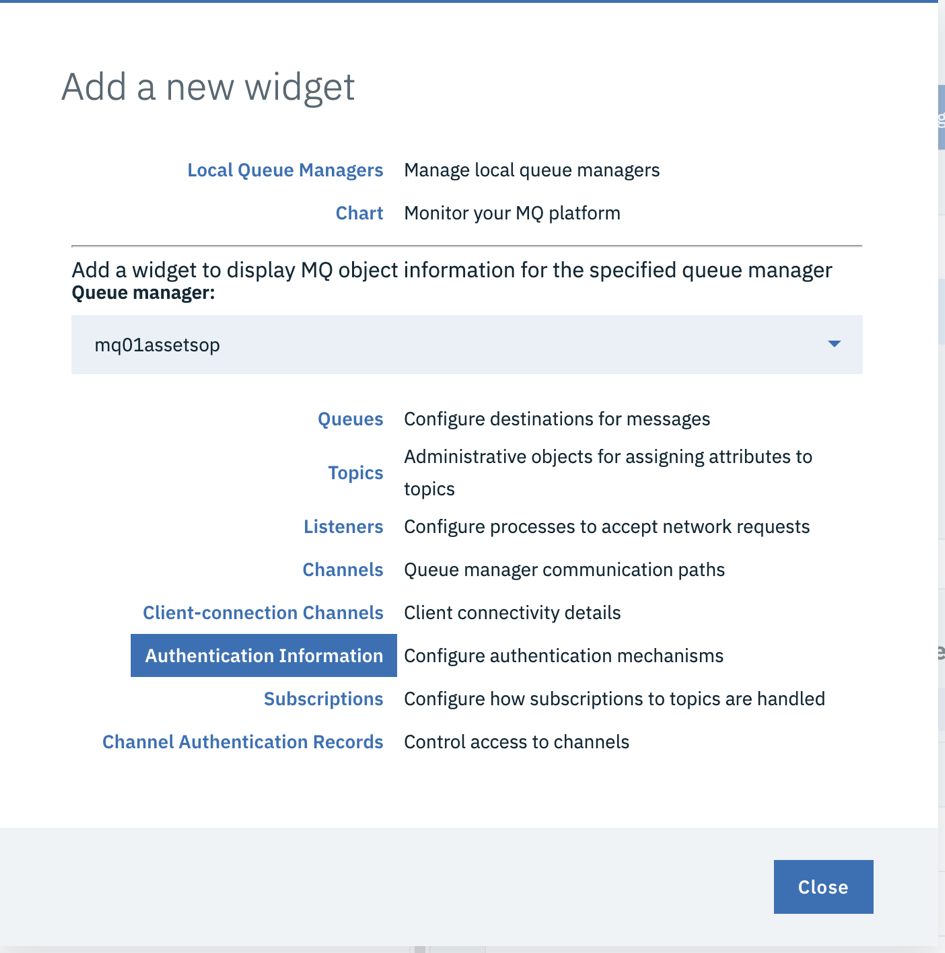 Add a new widget
Local Queue Managers Manage local queue managers
Chart Monitor your MQ platform
Add a widget to display MQ object information for the specified queue manager
Queue manager:
mq01assetsop
Queues Configure destinations for messages
Topics Administrative objects for assigning attributes to
topics
Listeners Configure processes to accept network requests
Channels Queue manager communication paths
Client-connection Channels Client connectivity details
Authentication Information Configure authentication mechanisms
Subscriptions Configure how subscriptions to topics are handled
Channel Authentication Records Control access to channels
Close